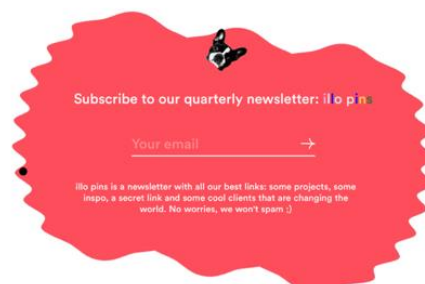 Subscribe to our quarterly newsletter: illo pins
Your email
illo pins is a newsletter with all our best links: some projects, some
inspo, a secret link and some cool clients that are changing the
world. No worries, we won't spam ;)